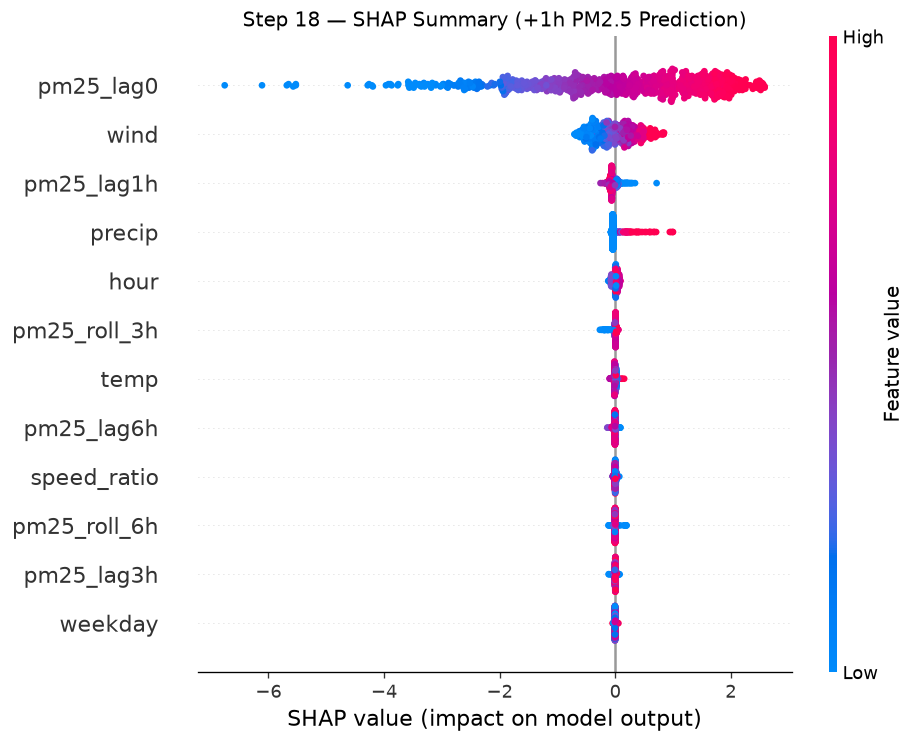 Step 18 — SHAP Summary (+1h PM2.5 Prediction)
High
pm25_lag0
wind
pm25_lag1h
precip
hour
pm25_roll_3h
temp
pm25_lag6h
speed_ratio
pm25_roll_6h
pm25_lag3h
weekday
Feature value
Low
−6 −4 −2 0 2
SHAP value (impact on model output)